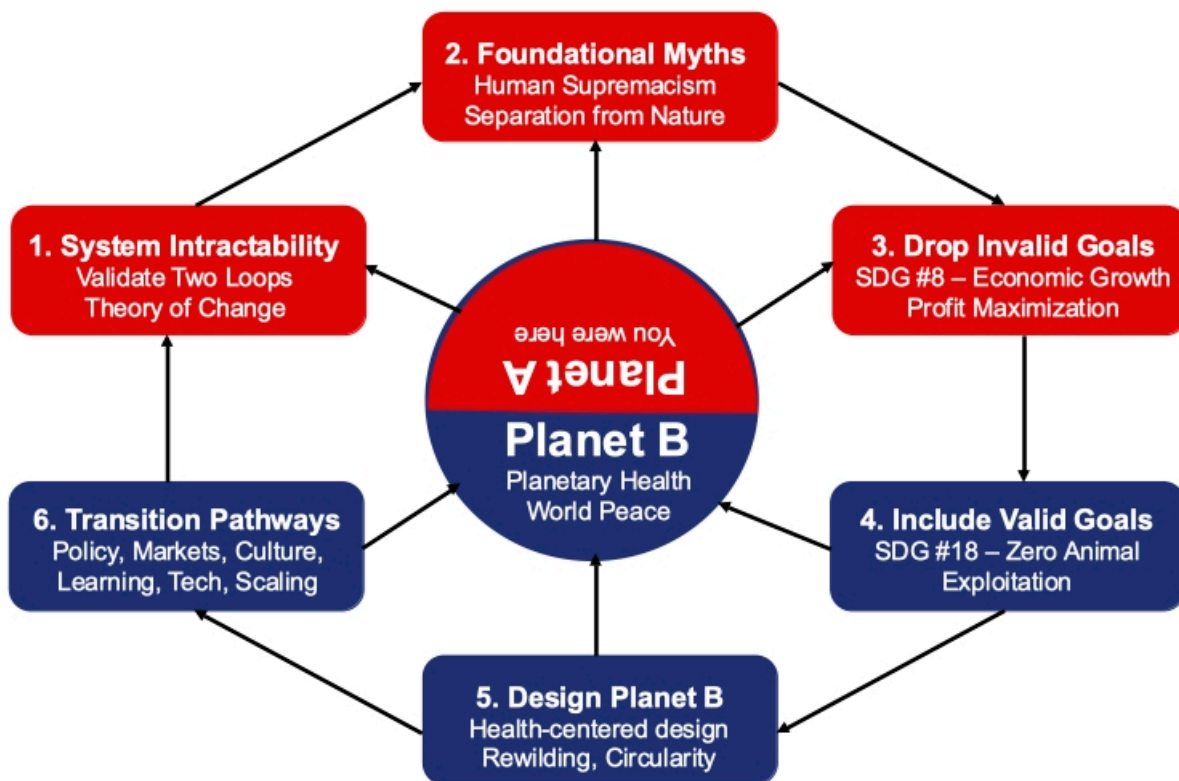 2. Foundational Myths
Human Supremacism
Separation from Nature
1. System Intractability
Validate Two Loops
Theory of Change
3. Drop Invalid Goals
SDG #8 – Economic Growth
Profit Maximization
Planet A
You were here
Planet B
Planetary Health
World Peace
6. Transition Pathways
Policy, Markets, Culture,
Learning, Tech, Scaling
4. Include Valid Goals
SDG #18 – Zero Animal
Exploitation
5. Design Planet B
Health-centered design
Rewilding, Circularity